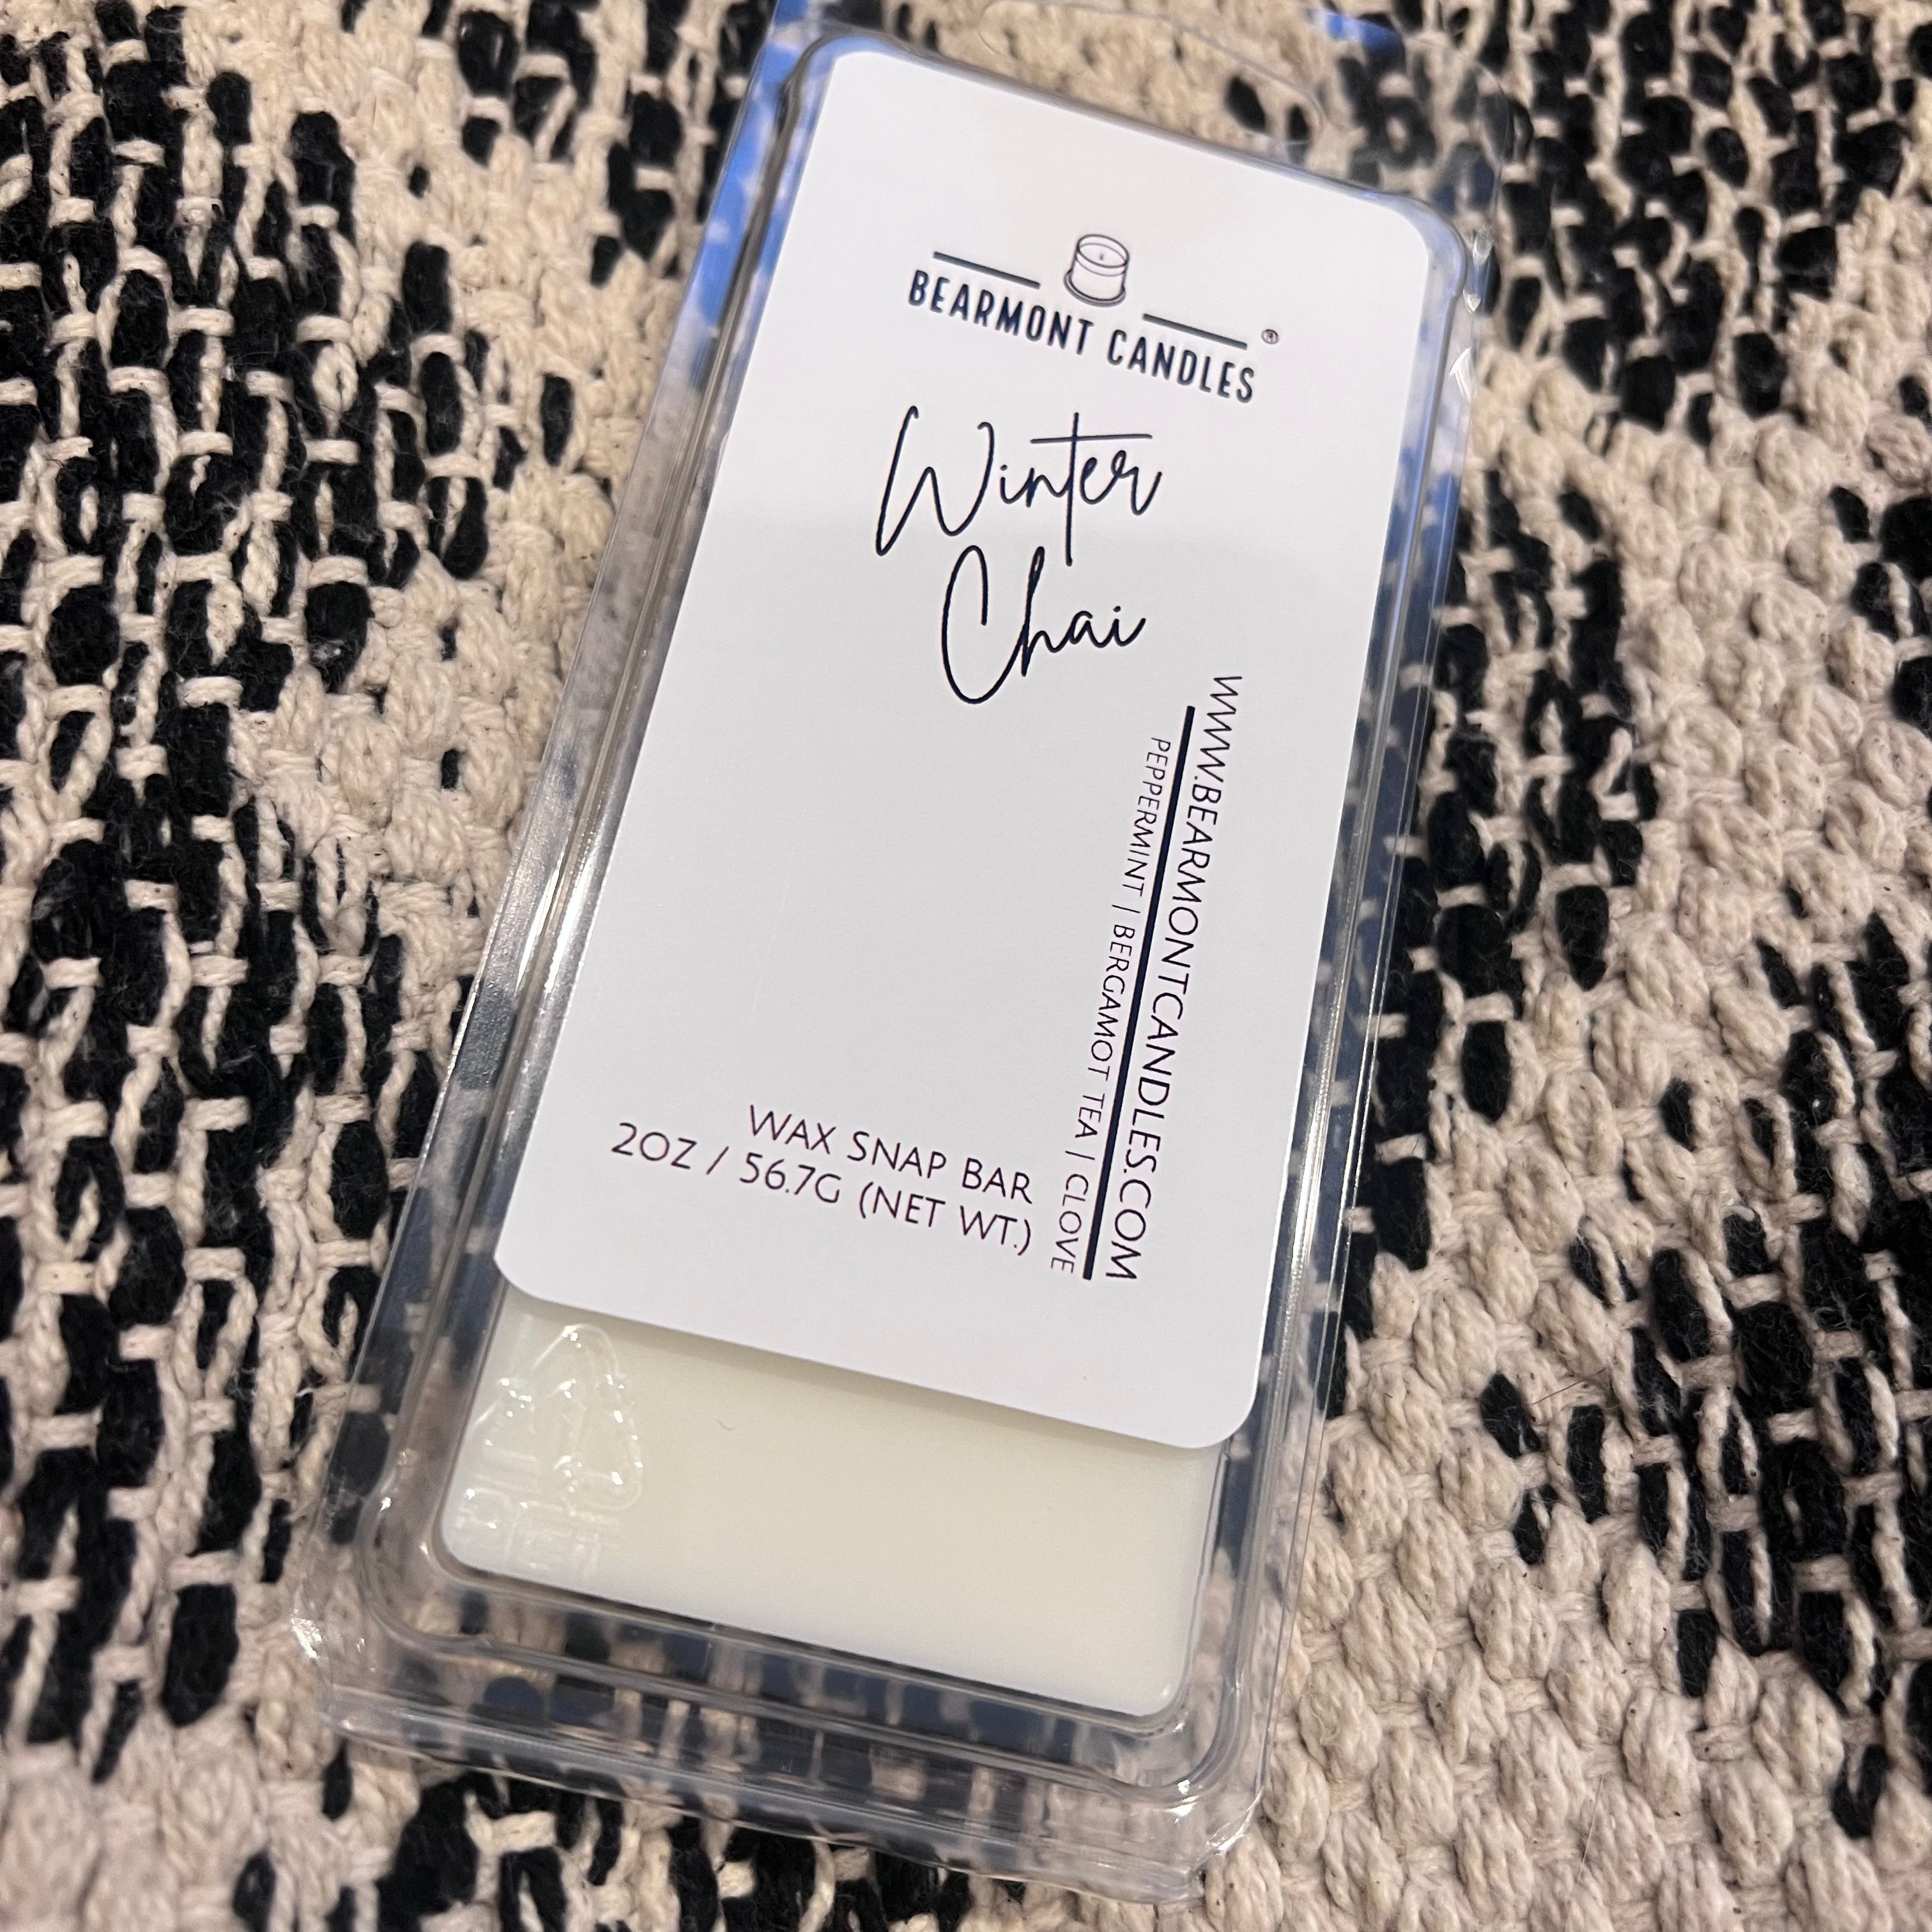 BEARMONT CANDLES®
Winter
Chai
WWW.BEARMONTCANDLES.COM
PEPPERMINT | BERGAMOT TEA | CLOVE
WAX SNAP BAR
2OZ / 56.7G (NET WT.)